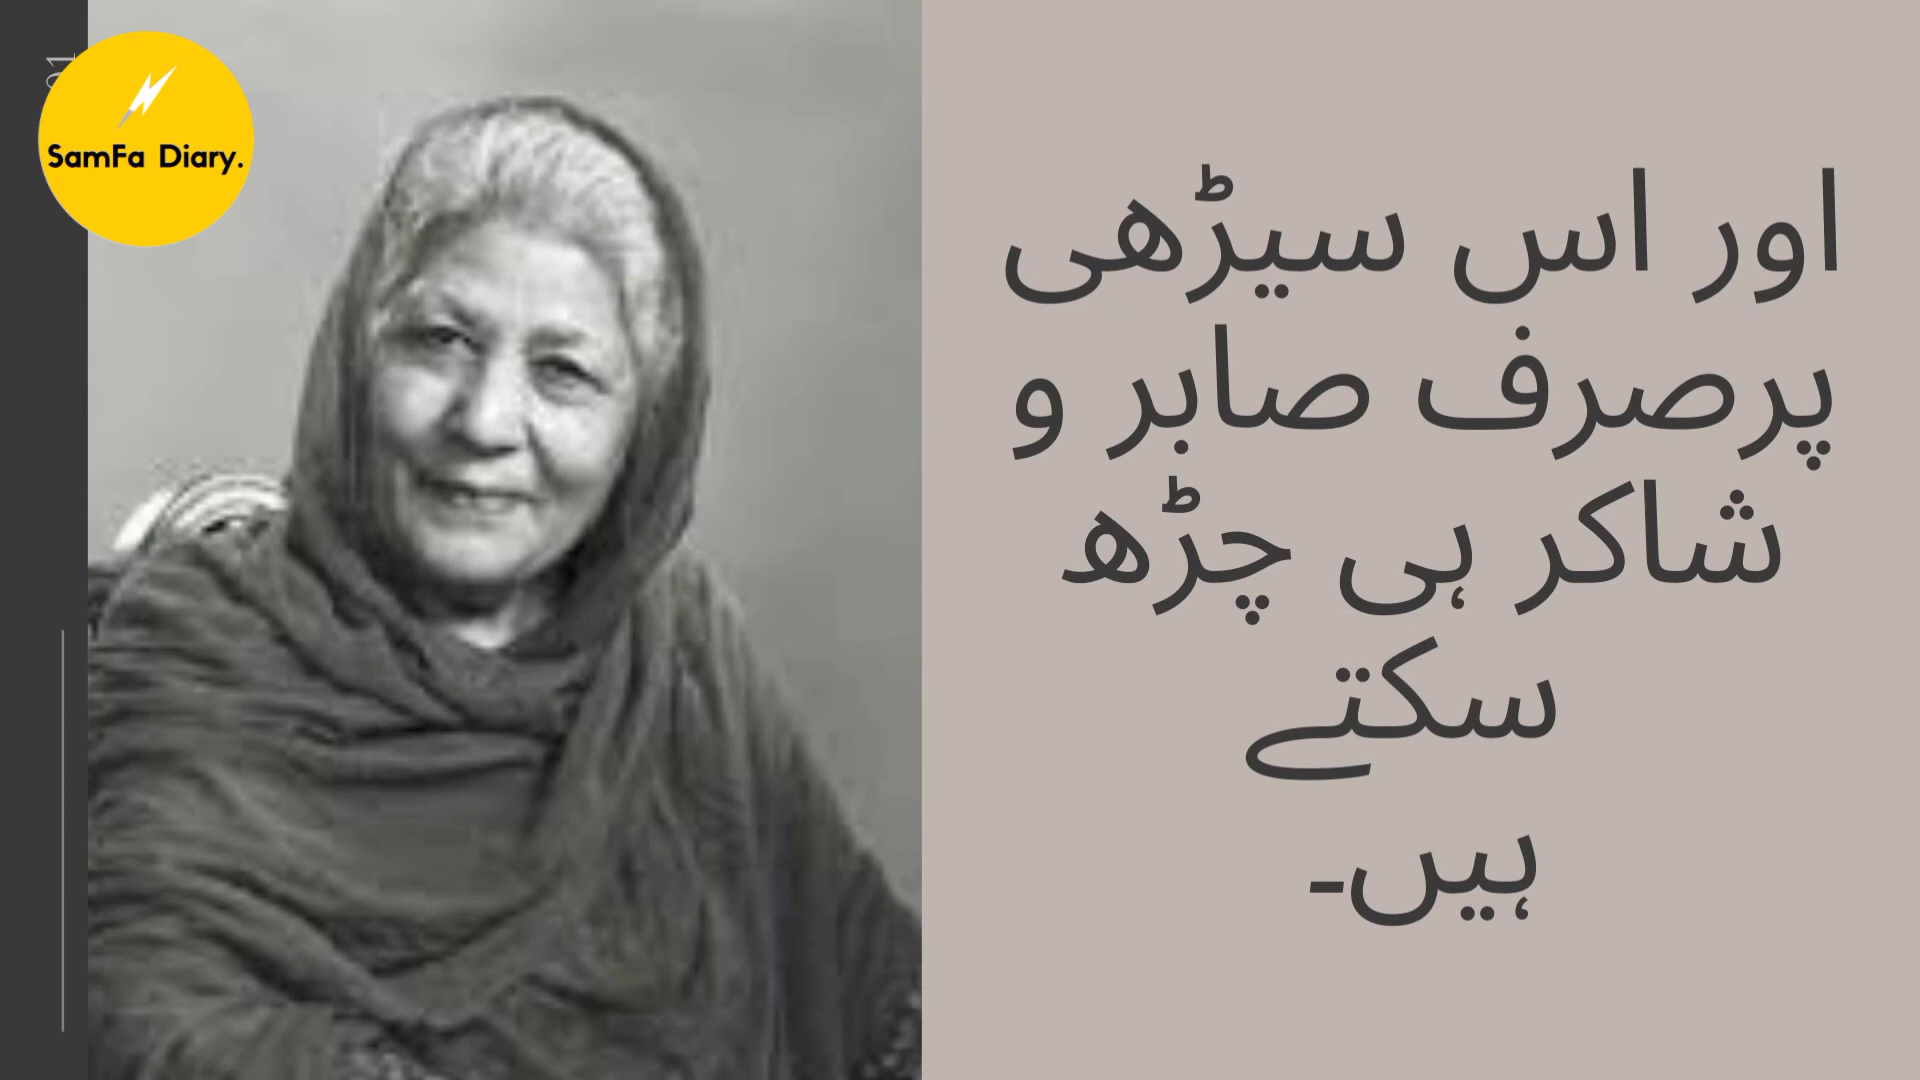 SamFa Diary.
اور اس سیڑھی
پرصرف صابر و
شاکر ہی چڑھ
سکتے
ہیں۔